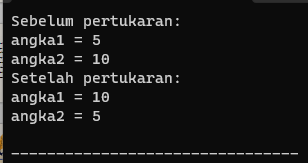 Sebelum pertukaran:
angka1 = 5
angka2 = 10
Setelah pertukaran:
angka1 = 10
angka2 = 5
--------------------------------